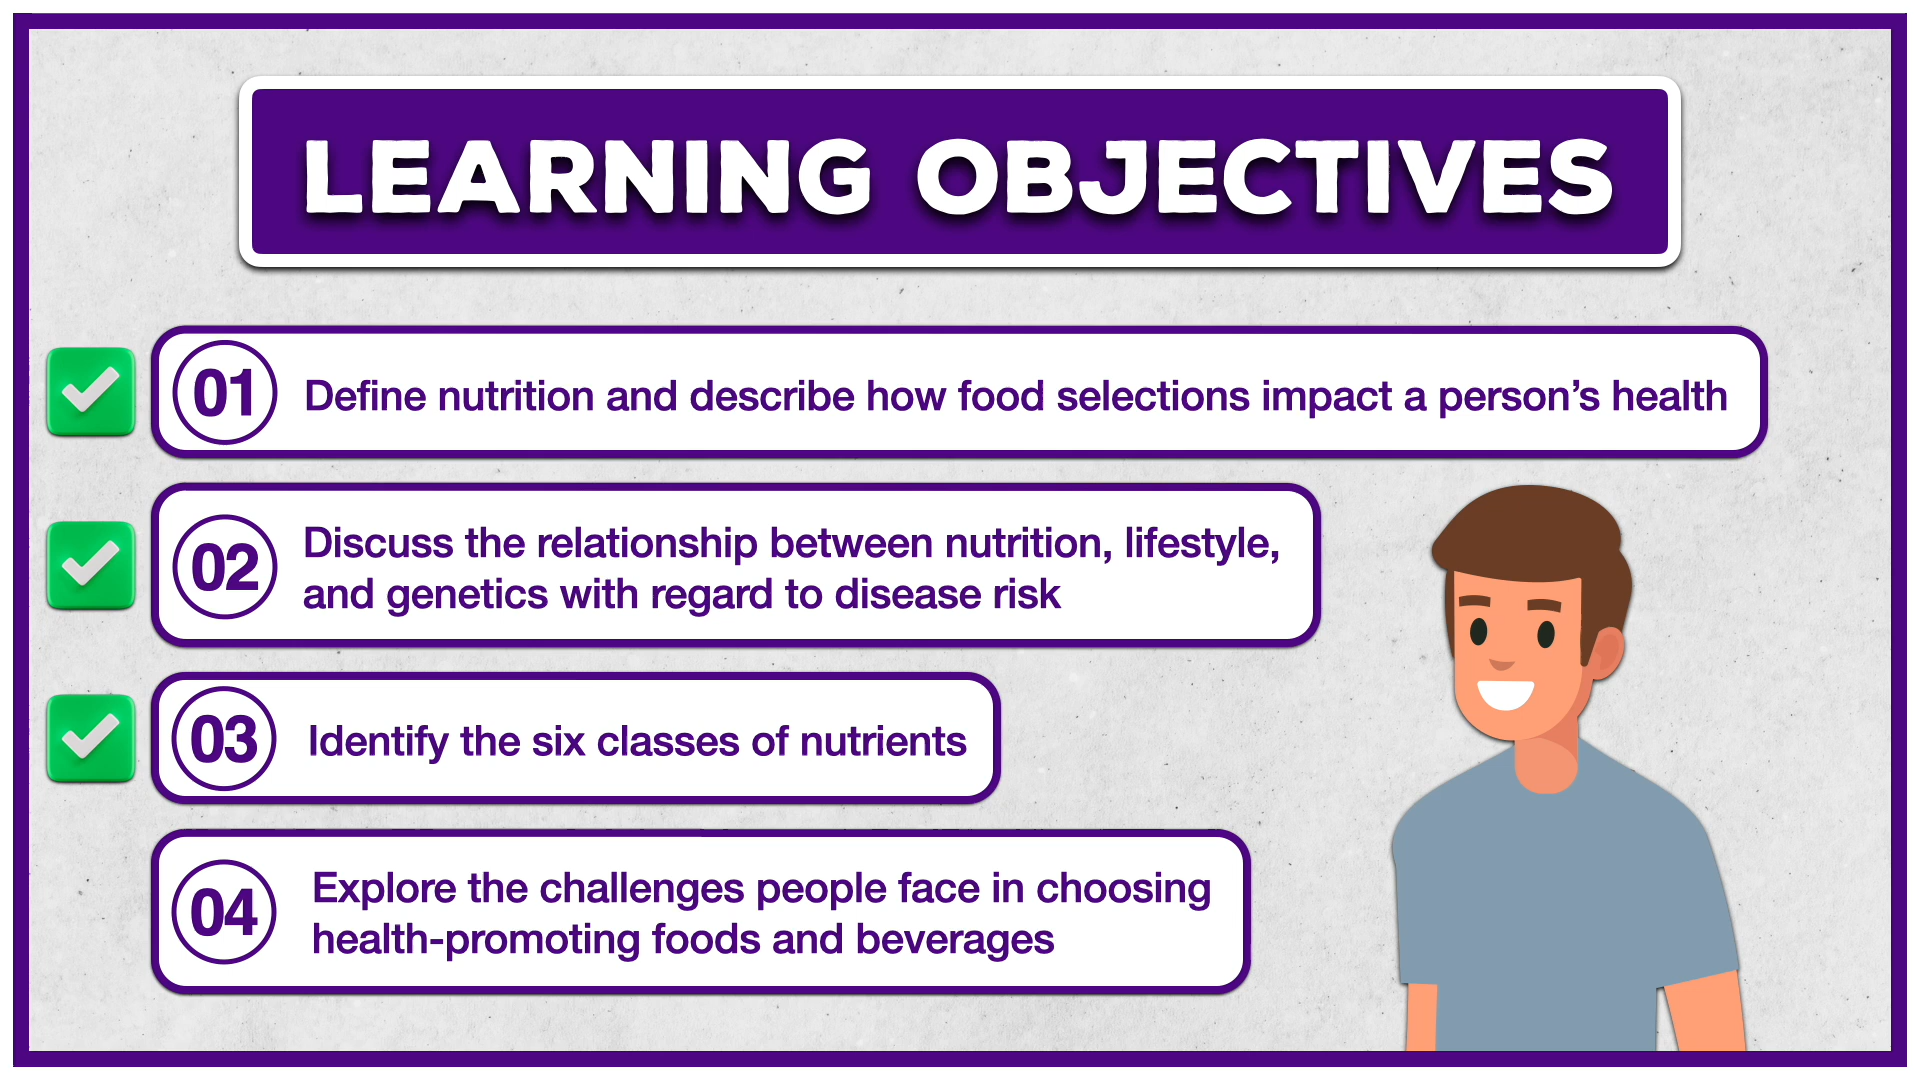 LEARNING OBJECTIVES
01 Define nutrition and describe how food selections impact a person’s health
02 Discuss the relationship between nutrition, lifestyle,
and genetics with regard to disease risk
03 Identify the six classes of nutrients
04 Explore the challenges people face in choosing
health-promoting foods and beverages